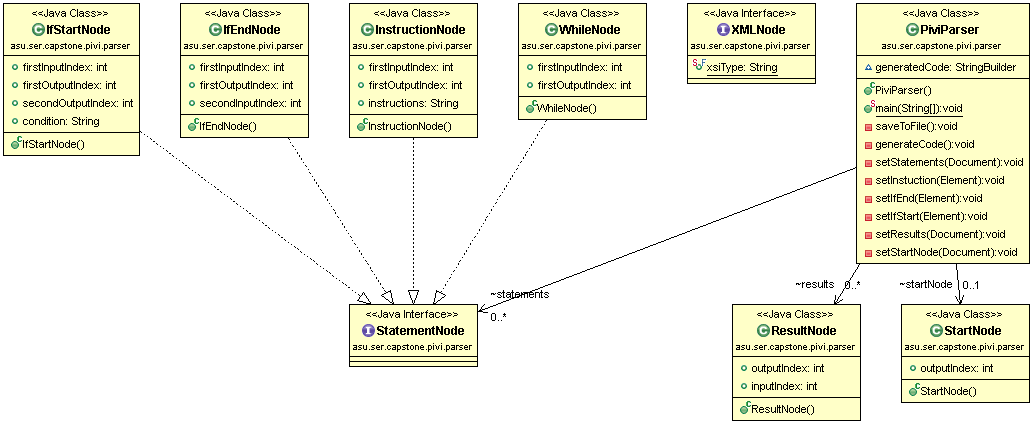 <<Java Class>>
IfStartNode
asu.ser.capstone.pivi.parser
firstInputIndex: int
firstOutputIndex: int
secondOutputIndex: int
condition: String
IfStartNode()
<<Java Class>>
IfEndNode
asu.ser.capstone.pivi.parser
firstInputIndex: int
firstOutputIndex: int
secondInputIndex: int
IfEndNode()
<<Java Class>>
InstructionNode
asu.ser.capstone.pivi.parser
firstInputIndex: int
firstOutputIndex: int
instructions: String
InstructionNode()
<<Java Class>>
WhileNode
asu.ser.capstone.pivi.parser
firstInputIndex: int
firstOutputIndex: int
WhileNode()
<<Java Interface>>
XMLNode
asu.ser.capstone.pivi.parser
xsiType: String
<<Java Class>>
PiviParser
asu.ser.capstone.pivi.parser
generatedCode: StringBuilder
PiviParser()
main(String[]):void
saveToFile():void
generateCode():void
setStatements(Document):void
setInstuction(Element):void
setIfEnd(Element):void
setIfStart(Element):void
setResults(Document):void
setStartNode(Document):void
~statements
0..*
~results
0..*
~startNode
0..1
<<Java Interface>>
StatementNode
asu.ser.capstone.pivi.parser
<<Java Class>>
ResultNode
asu.ser.capstone.pivi.parser
outputIndex: int
inputIndex: int
ResultNode()
<<Java Class>>
StartNode
asu.ser.capstone.pivi.parser
outputIndex: int
StartNode()